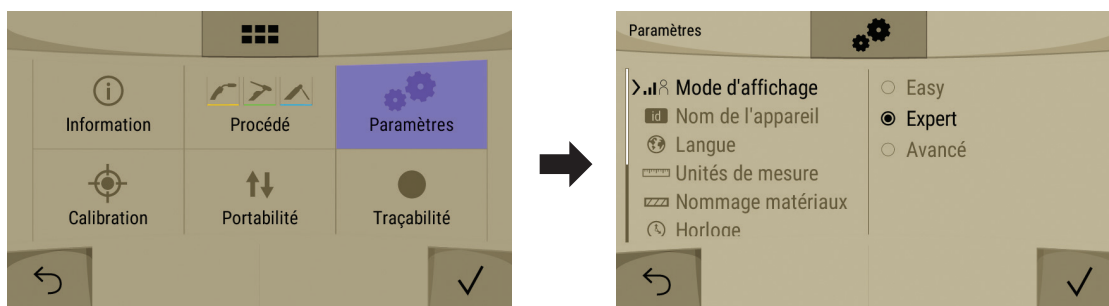 Information
Procédé
Paramètres
Calibration
Portabilité
Traçabilité
Paramètres
Mode d'affichage
id Nom de l'appareil
Langue
Unités de mesure
Nommage matériaux
Horloge
Easy
Expert
Avancé